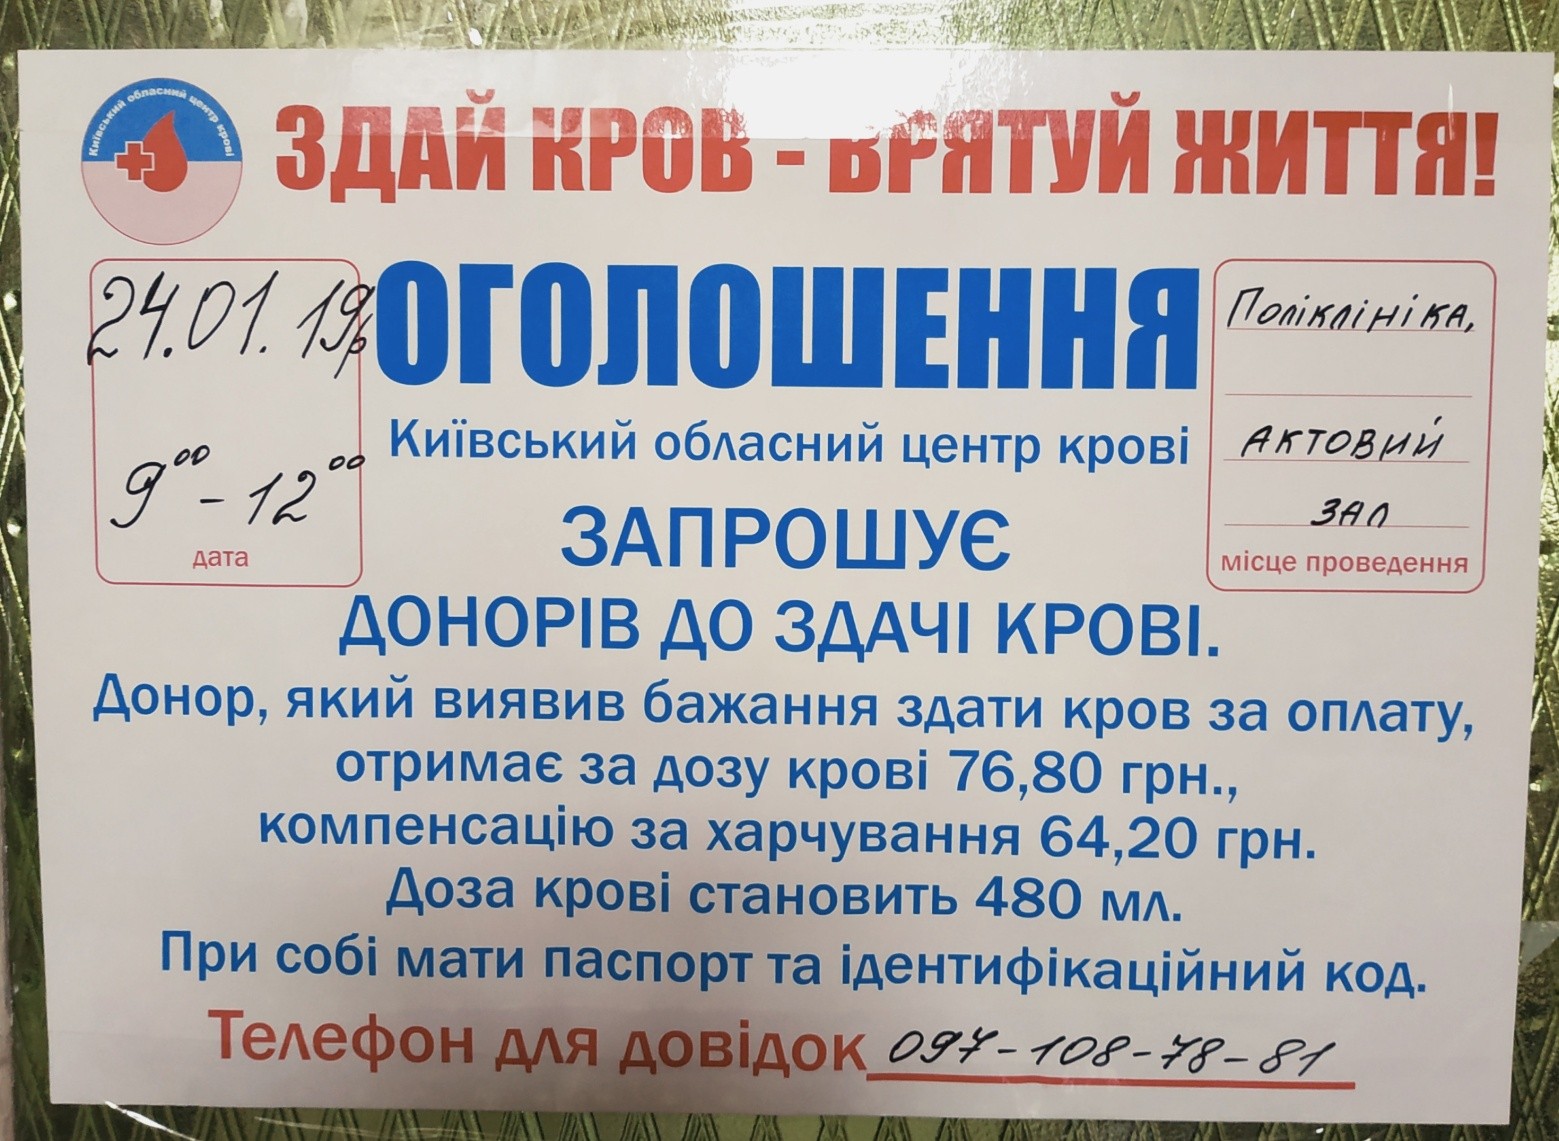 Київський обласний центр крові
ЗДАЙ КРОВ - ВРЯТУЙ ЖИТТЯ!
24.01.19р
9⁰⁰ - 12⁰⁰
дата
ОГОЛОШЕННЯ
Поліклініка,
актовий
зал
місце проведення
Київський обласний центр крові
ЗАПРОШУЄ
ДОНОРІВ ДО ЗДАЧІ КРОВІ.
Донор, який виявив бажання здати кров за оплату,
отримає за дозу крові 76,80 грн.,
компенсацію за харчування 64,20 грн.
Доза крові становить 480 мл.
При собі мати паспорт та ідентифікаційний код.
Телефон для довідок 097-108-78-81